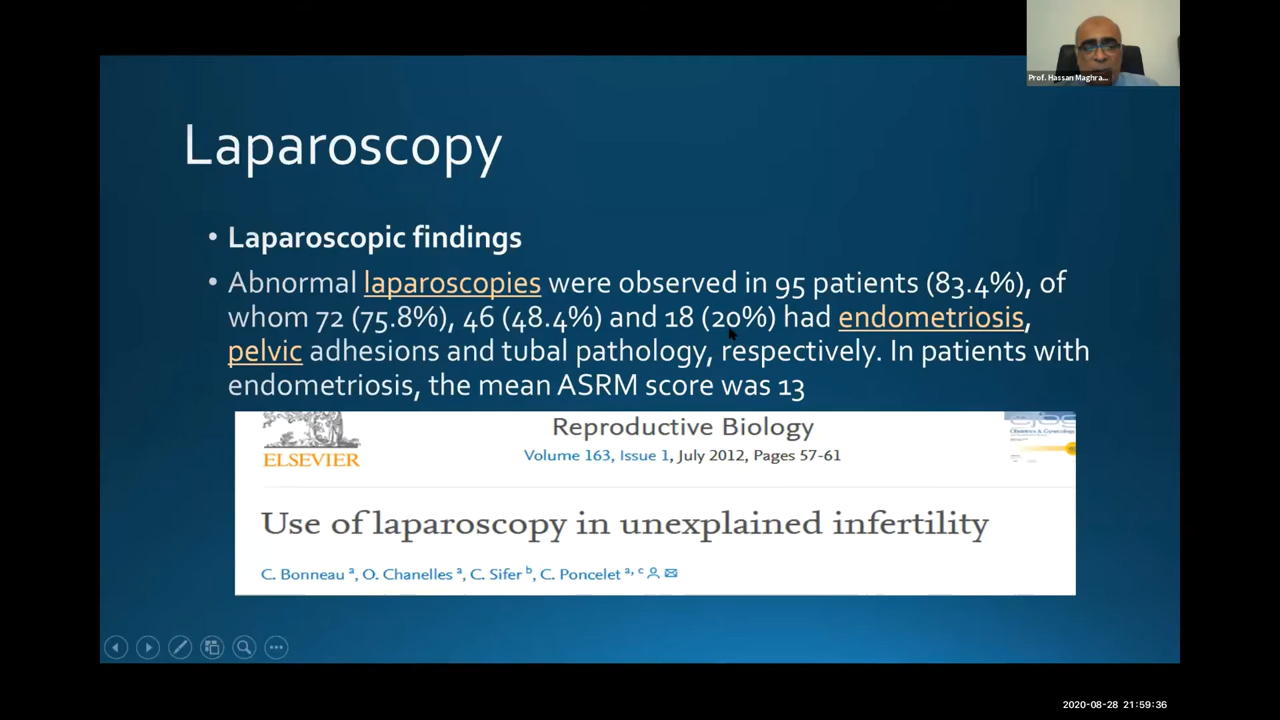 Prof. Hassan Maghra...
Laparoscopy
• Laparoscopic findings
• Abnormal laparoscopies were observed in 95 patients (83.4%), of
whom 72 (75.8%), 46 (48.4%) and 18 (20%) had endometriosis,
pelvic adhesions and tubal pathology, respectively. In patients with
endometriosis, the mean ASRM score was 13
ELSEVIER
Reproductive Biology
Volume 163, Issue 1, July 2012, Pages 57-61
Obstetrics & Gynecology
Use of laparoscopy in unexplained infertility
C. Bonneau a, O. Chanelles a, C. Sifer b, C. Poncelet a, c
2020-08-28 21:59:36